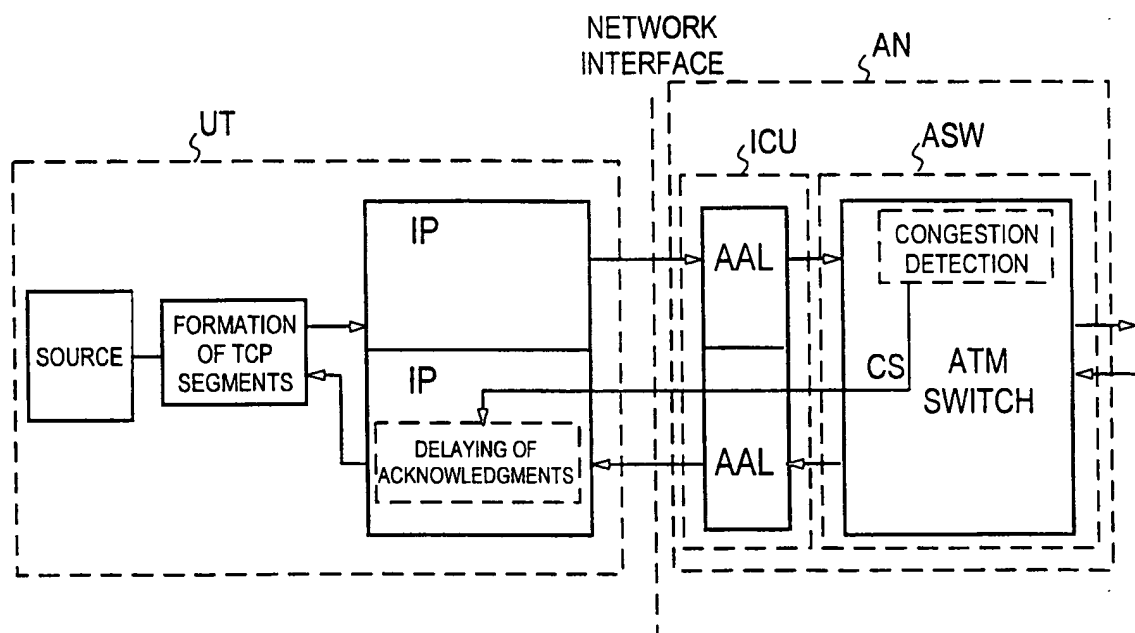 NETWORK
INTERFACE
AN
UT
ICU
ASW
IP
AAL
CONGESTION
DETECTION
SOURCE
FORMATION
OF TCP
SEGMENTS
IP
CS
ATM
SWITCH
DELAYING OF
ACKNOWLEDGMENTS
AAL